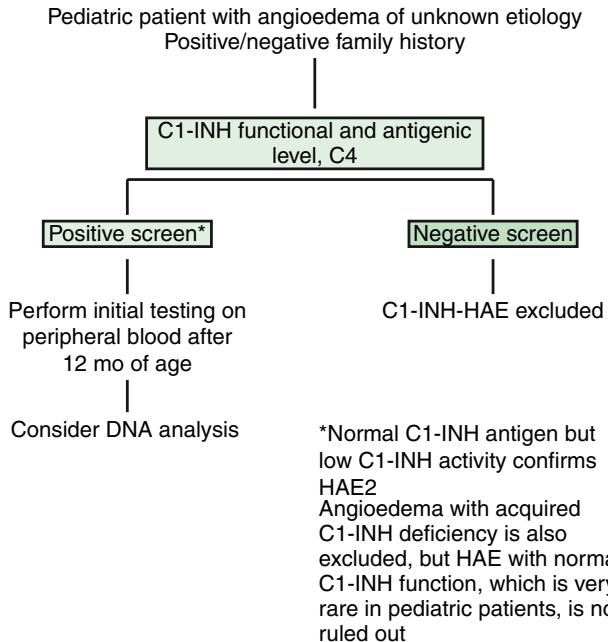 Pediatric patient with angioedema of unknown etiology
Positive/negative family history
C1-INH functional and antigenic
level, C4
Positive screen*
Negative screen
Perform initial testing on
peripheral blood after
12 mo of age
C1-INH-HAE excluded
Consider DNA analysis
*Normal C1-INH antigen but
low C1-INH activity confirms
HAE2
Angioedema with acquired
C1-INH deficiency is also
excluded, but HAE with norma
C1-INH function, which is very
rare in pediatric patients, is no
ruled out